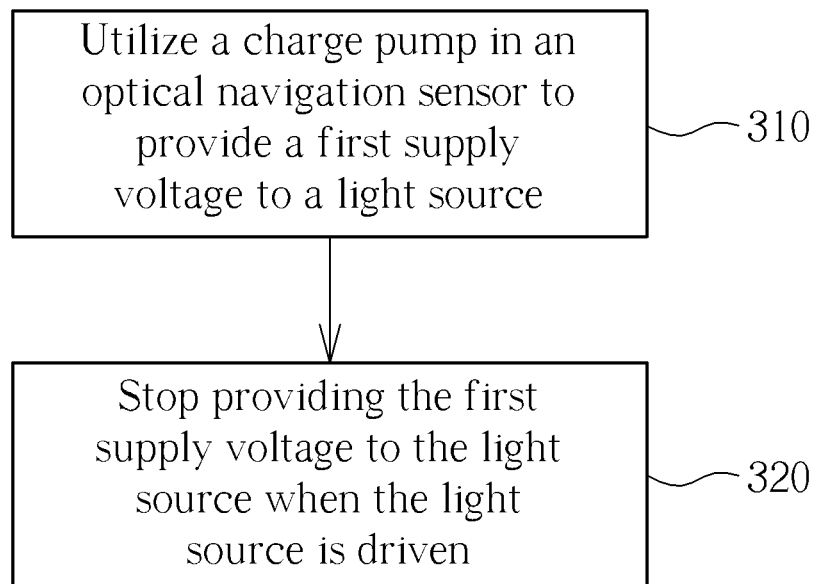 Utilize a charge pump in an
optical navigation sensor to
provide a first supply
voltage to a light source
310
Stop providing the first
supply voltage to the light
source when the light
source is driven
320